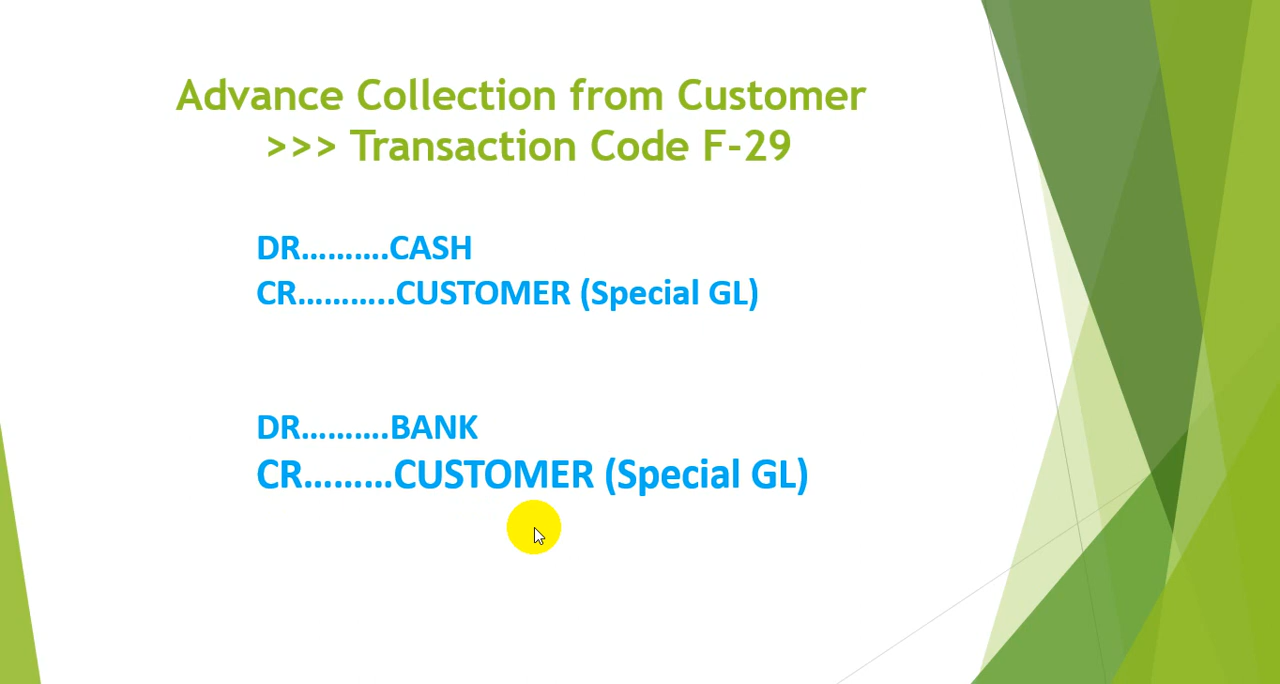 Advance Collection from Customer
>>> Transaction Code F-29
DR..........CASH
CR...........CUSTOMER (Special GL)
DR..........BANK
CR.........CUSTOMER (Special GL)